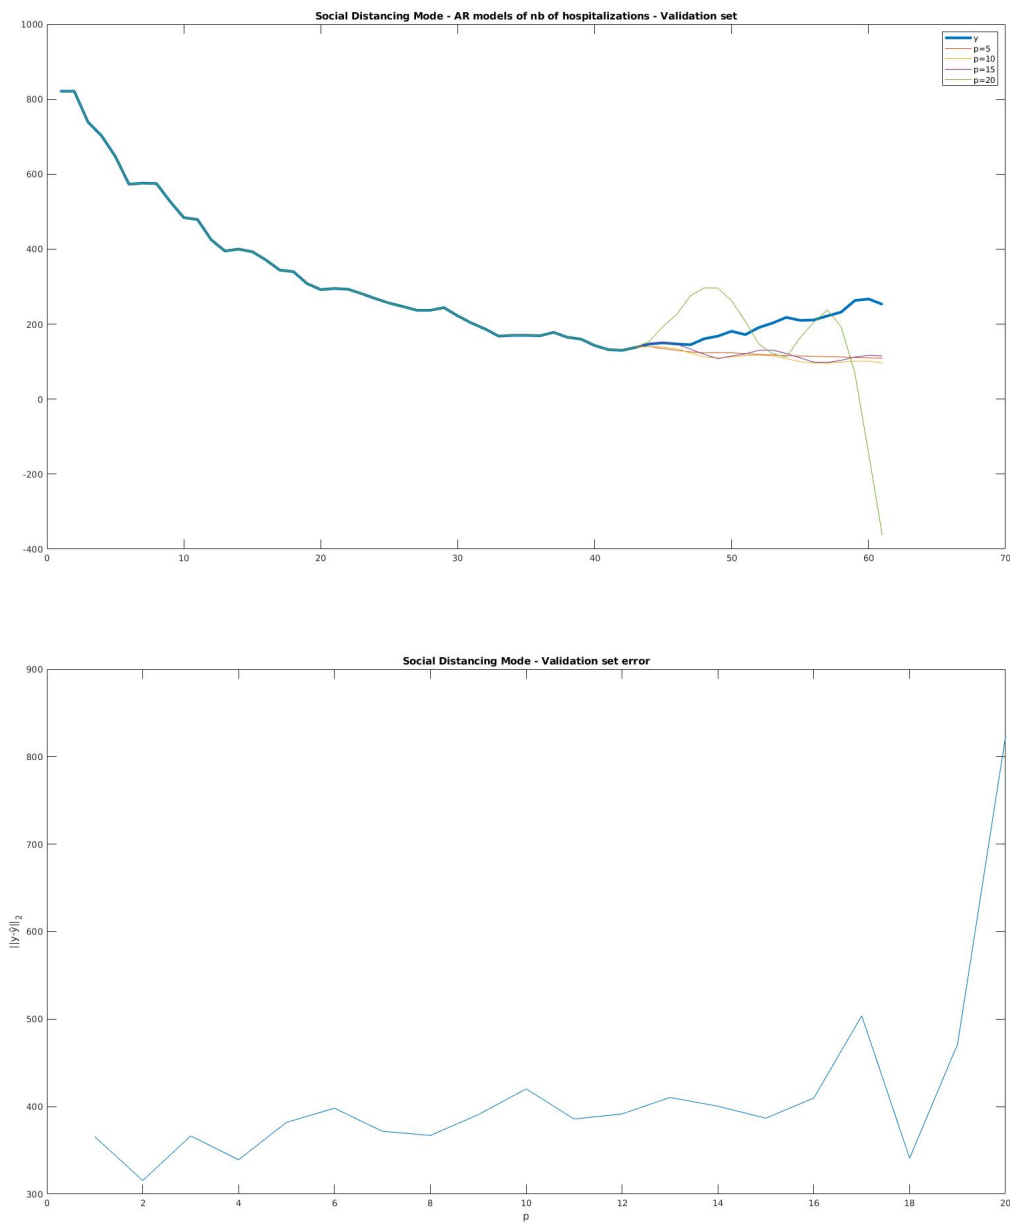 Social Distancing Mode - AR models of nb of hospitalizations - Validation set
1000
800
600
400
200
0
-200
-400
0 10 20 30 40 50 60 70
y
p=5
p=10
p=15
p=20
Social Distancing Mode - Validation set error
900
800
700
600
500
400
300
||y-ŷ||₂
0 2 4 6 8 10 12 14 16 18 20
p